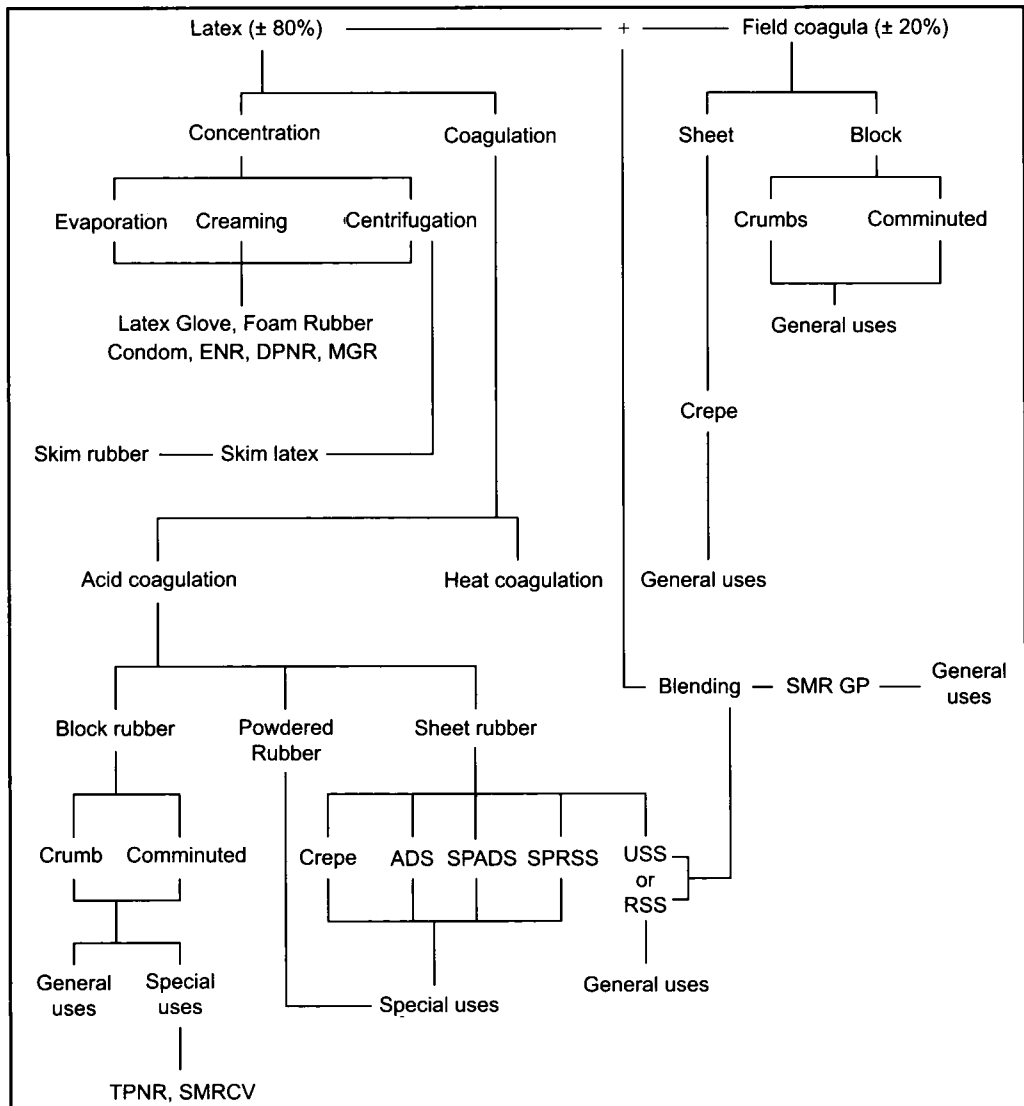 Latex (± 80%)
+
Field coagula (± 20%)
Concentration
Coagulation
Sheet
Block
Evaporation
Creaming
Centrifugation
Crumbs
Comminuted
Latex Glove, Foam Rubber
Condom, ENR, DPNR, MGR
General uses
Crepe
Skim rubber
Skim latex
Acid coagulation
Heat coagulation
General uses
Blending
SMR GP
General
uses
Block rubber
Powdered
Rubber
Sheet rubber
Crumb
Comminuted
Crepe
ADS
SPADS
SPRSS
USS
or
RSS
General
uses
Special
uses
Special uses
General uses
TPNR, SMRCV